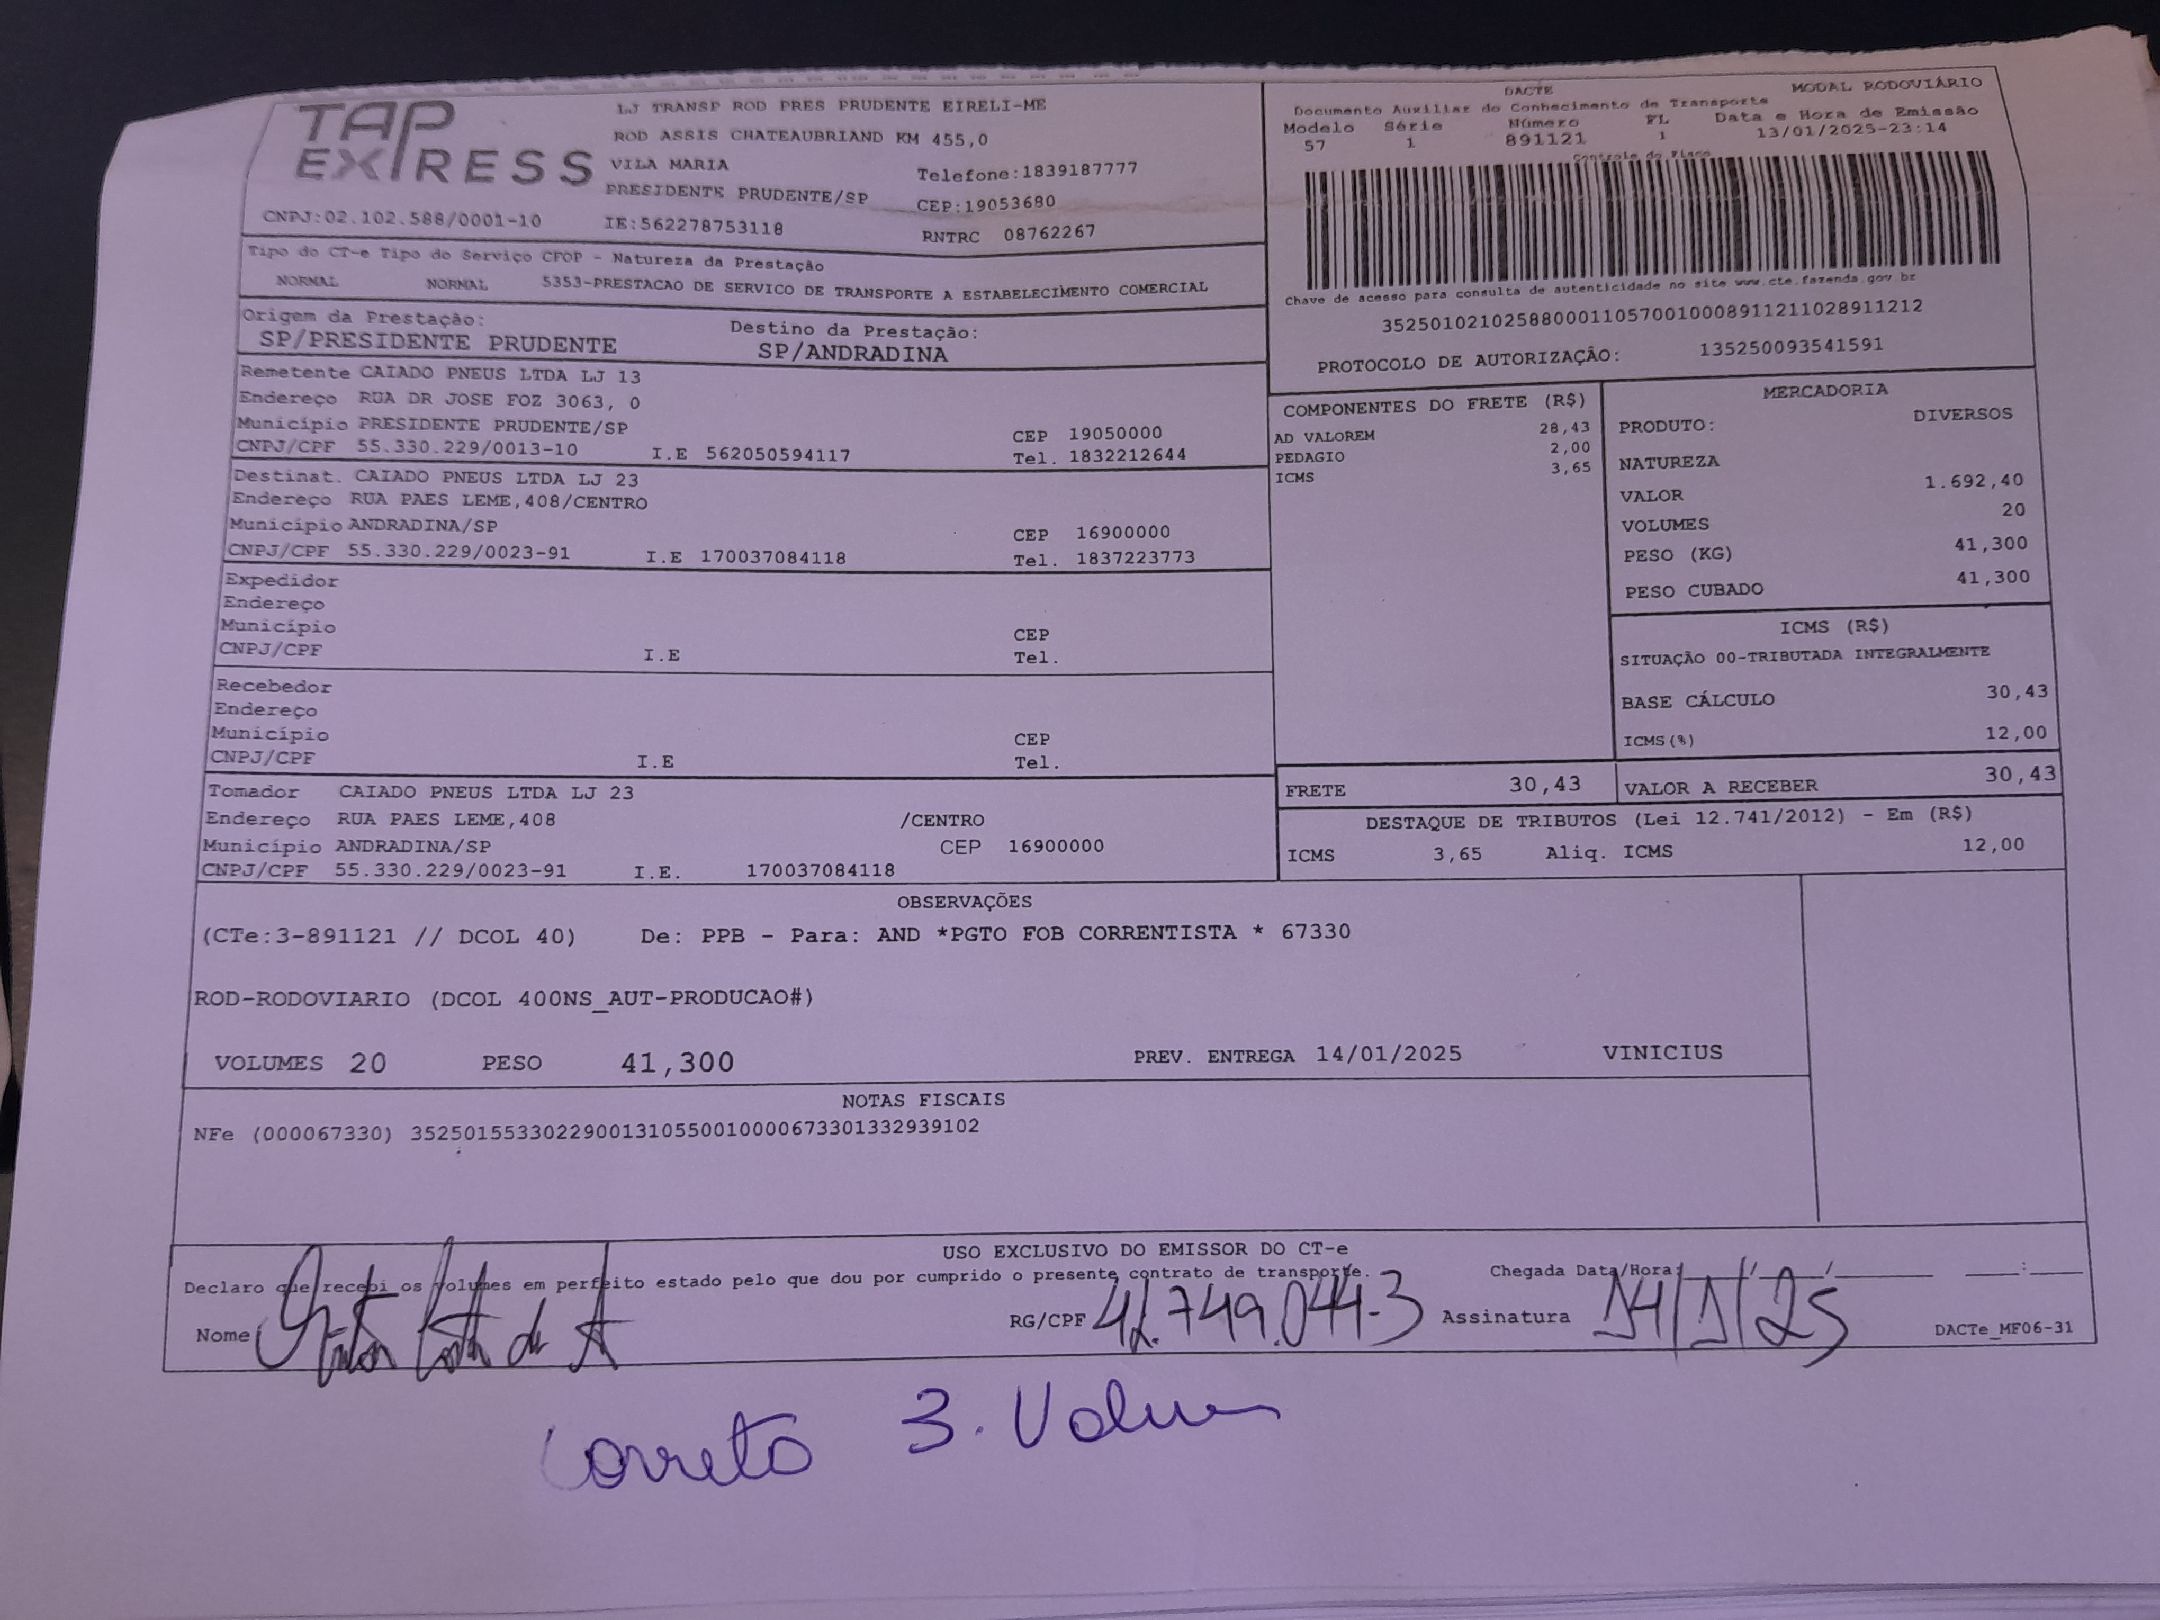 TAP EXPRESS
LJ TRANSP ROD PRES PRUDENTE EIRELI-ME
ROD ASSIS CHATEAUBRIAND KM 455,0
VILA MARIA Telefone:1839187777
PRESIDENTE PRUDENTE/SP CEP:19053680
CNPJ:02.102.588/0001-10 IE:562278753118 RNTRC 08762267
DACTE MODAL RODOVIÁRIO
Documento Auxiliar do Conhecimento de Transporte
Modelo Série Número FL Data e Hora de Emissão
57 1 891121 1 13/01/2025-23:14
Controle do Fisco
Chave de acesso para consulta de autenticidade no site www.cte.fazenda.gov.br
35250102102588000110570010008911211028911212
PROTOCOLO DE AUTORIZAÇÃO: 135250093541591
Tipo do CT-e Tipo do Serviço CFOP - Natureza da Prestação
NORMAL NORMAL 5353-PRESTACAO DE SERVICO DE TRANSPORTE A ESTABELECIMENTO COMERCIAL
Origem da Prestação: Destino da Prestação:
SP/PRESIDENTE PRUDENTE SP/ANDRADINA
Remetente CAIADO PNEUS LTDA LJ 13
Endereço RUA DR JOSE FOZ 3063, 0
Município PRESIDENTE PRUDENTE/SP CEP 19050000
CNPJ/CPF 55.330.229/0013-10 I.E 562050594117 Tel. 1832212644
Destinat. CAIADO PNEUS LTDA LJ 23
Endereço RUA PAES LEME,408/CENTRO
Município ANDRADINA/SP CEP 16900000
CNPJ/CPF 55.330.229/0023-91 I.E 170037084118 Tel. 1837223773
Expedidor
Endereço
Município CEP
CNPJ/CPF I.E Tel.
Recebedor
Endereço
Município CEP
CNPJ/CPF I.E Tel.
Tomador CAIADO PNEUS LTDA LJ 23
Endereço RUA PAES LEME,408 /CENTRO
Município ANDRADINA/SP CEP 16900000
CNPJ/CPF 55.330.229/0023-91 I.E. 170037084118
COMPONENTES DO FRETE (R$)
AD VALOREM 28,43
PEDAGIO 2,00
ICMS 3,65
MERCADORIA
PRODUTO: DIVERSOS
NATUREZA
VALOR 1.692,40
VOLUMES 20
PESO (KG) 41,300
PESO CUBADO 41,300
ICMS (R$)
SITUAÇÃO 00-TRIBUTADA INTEGRALMENTE
BASE CÁLCULO 30,43
ICMS(%) 12,00
FRETE 30,43 VALOR A RECEBER 30,43
DESTAQUE DE TRIBUTOS (Lei 12.741/2012) - Em (R$)
ICMS 3,65 Aliq. ICMS 12,00
OBSERVAÇÕES
(CTe:3-891121 // DCOL 40) De: PPB - Para: AND *PGTO FOB CORRENTISTA * 67330
ROD-RODOVIARIO (DCOL 400NS_AUT-PRODUCAO#)
VOLUMES 20 PESO 41,300 PREV. ENTREGA 14/01/2025 VINICIUS
NOTAS FISCAIS
NFe (000067330) 35250155330229001310550010000673301332939102
USO EXCLUSIVO DO EMISSOR DO CT-e
Declaro que recebi os volumes em perfeito estado pelo que dou por cumprido o presente contrato de transporte. Chegada Data/Hora:
Nome RG/CPF 42.749.044-3 Assinatura 14/1/25
DACTe_MF06-31
Correto 3. Volumes